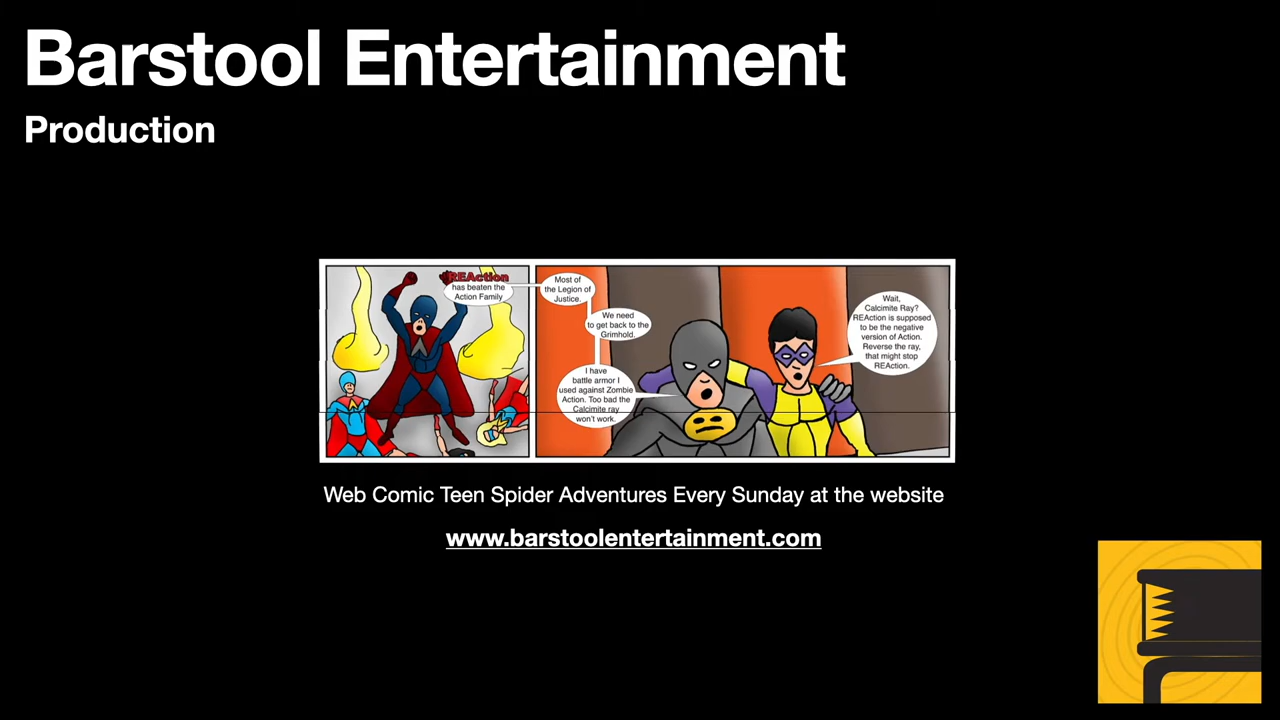 Barstool Entertainment
Production
REAction
has beaten the
Action Family
Most of
the Legion of
Justice.
We need
to get back to the
Grimhold.
I have
battle armor I
used against Zombie
Action. Too bad the
Calcimite ray
won't work.
Wait,
Calcimite Ray?
REAction is supposed
to be the negative
version of Action.
Reverse the ray,
that might stop
REAction.
Web Comic Teen Spider Adventures Every Sunday at the website
www.barstoolentertainment.com